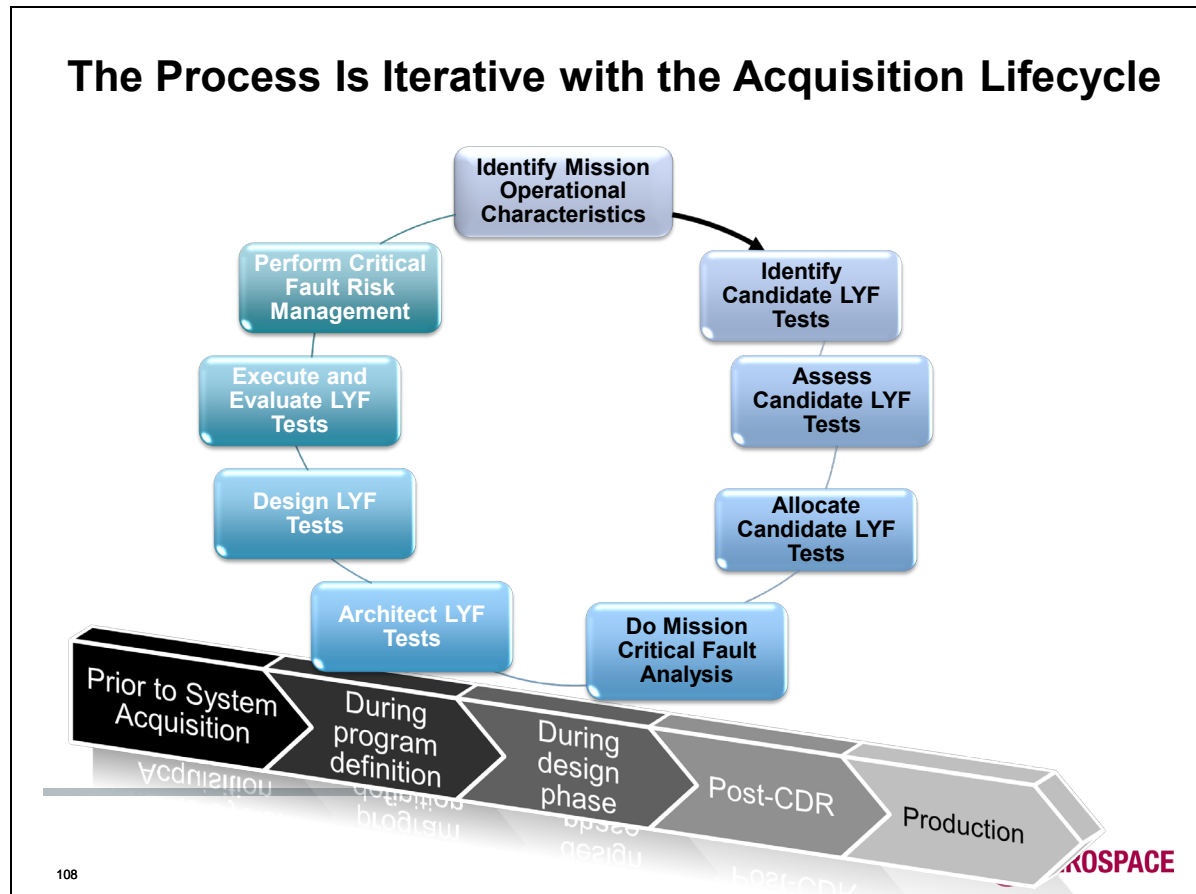 The Process Is Iterative with the Acquisition Lifecycle
Identify Mission
Operational
Characteristics
Identify
Candidate LYF
Tests
Assess
Candidate LYF
Tests
Allocate
Candidate LYF
Tests
Do Mission
Critical Fault
Analysis
Architect LYF
Tests
Design LYF
Tests
Execute and
Evaluate LYF
Tests
Perform Critical
Fault Risk
Management
Prior to System
Acquisition
During
program
definition
During
design
phase
Post-CDR
Production
108
ROSPACE